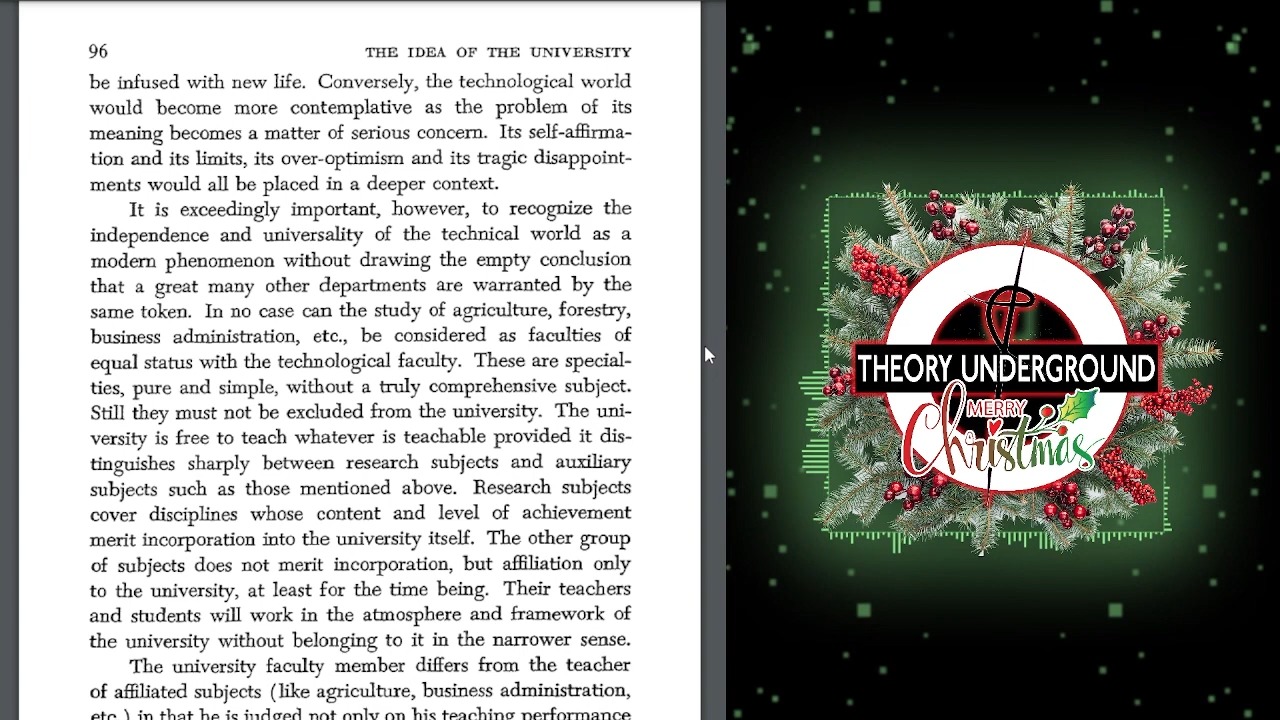 96
THE IDEA OF THE UNIVERSITY
be infused with new life. Conversely, the technological world
would become more contemplative as the problem of its
meaning becomes a matter of serious concern. Its self-affirma-
tion and its limits, its over-optimism and its tragic disappoint-
ments would all be placed in a deeper context.
It is exceedingly important, however, to recognize the
independence and universality of the technical world as a
modern phenomenon without drawing the empty conclusion
that a great many other departments are warranted by the
same token. In no case can the study of agriculture, forestry,
business administration, etc., be considered as faculties of
equal status with the technological faculty. These are special-
ties, pure and simple, without a truly comprehensive subject.
Still they must not be excluded from the university. The uni-
versity is free to teach whatever is teachable provided it dis-
tinguishes sharply between research subjects and auxiliary
subjects such as those mentioned above. Research subjects
cover disciplines whose content and level of achievement
merit incorporation into the university itself. The other group
of subjects does not merit incorporation, but affiliation only
to the university, at least for the time being. Their teachers
and students will work in the atmosphere and framework of
the university without belonging to it in the narrower sense.
The university faculty member differs from the teacher
of affiliated subjects (like agriculture, business administration,
etc.) in that he is judged not only on his teaching performance
THEORY UNDERGROUND
MERRY
Christmas